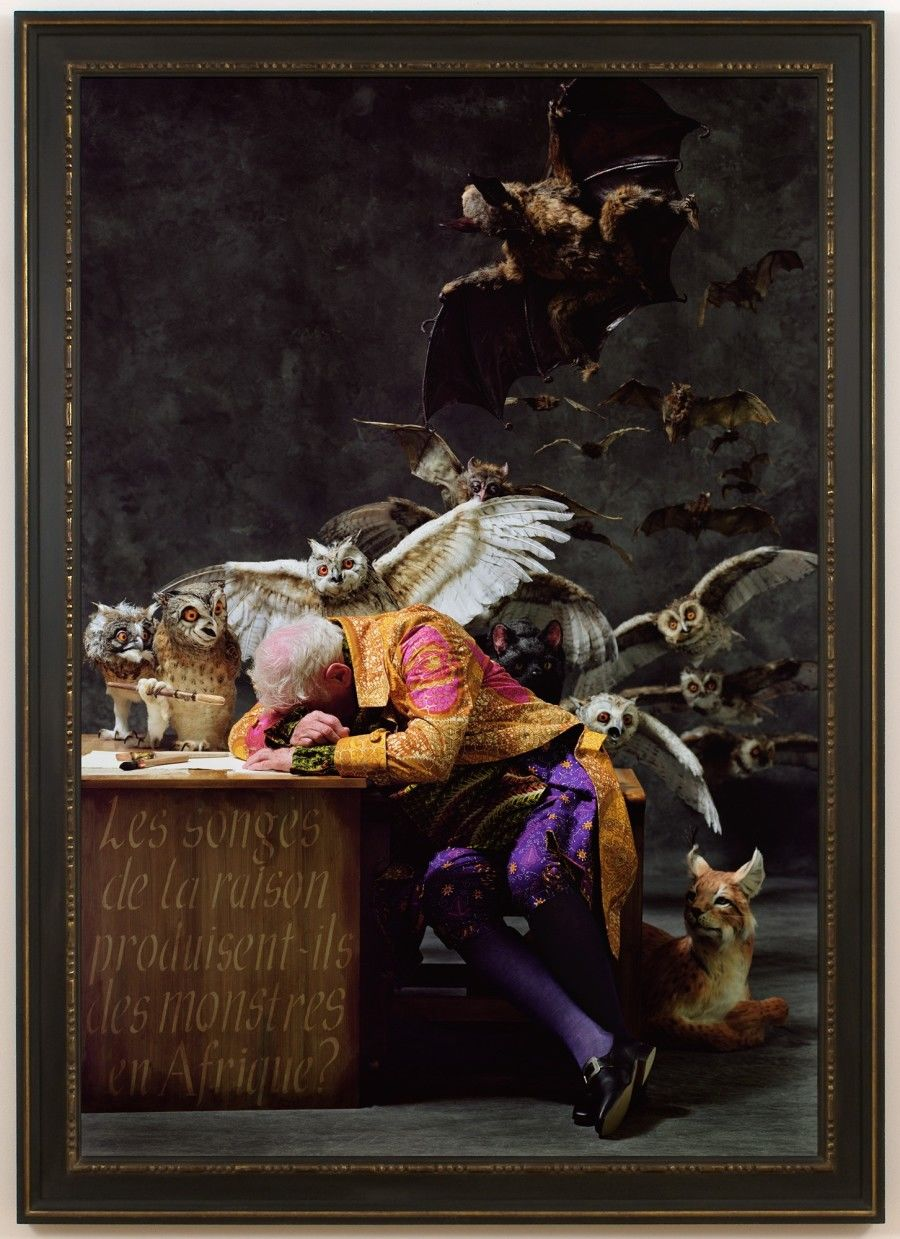 Les songes
de la raison
produisent-ils
des monstres
en Afrique?